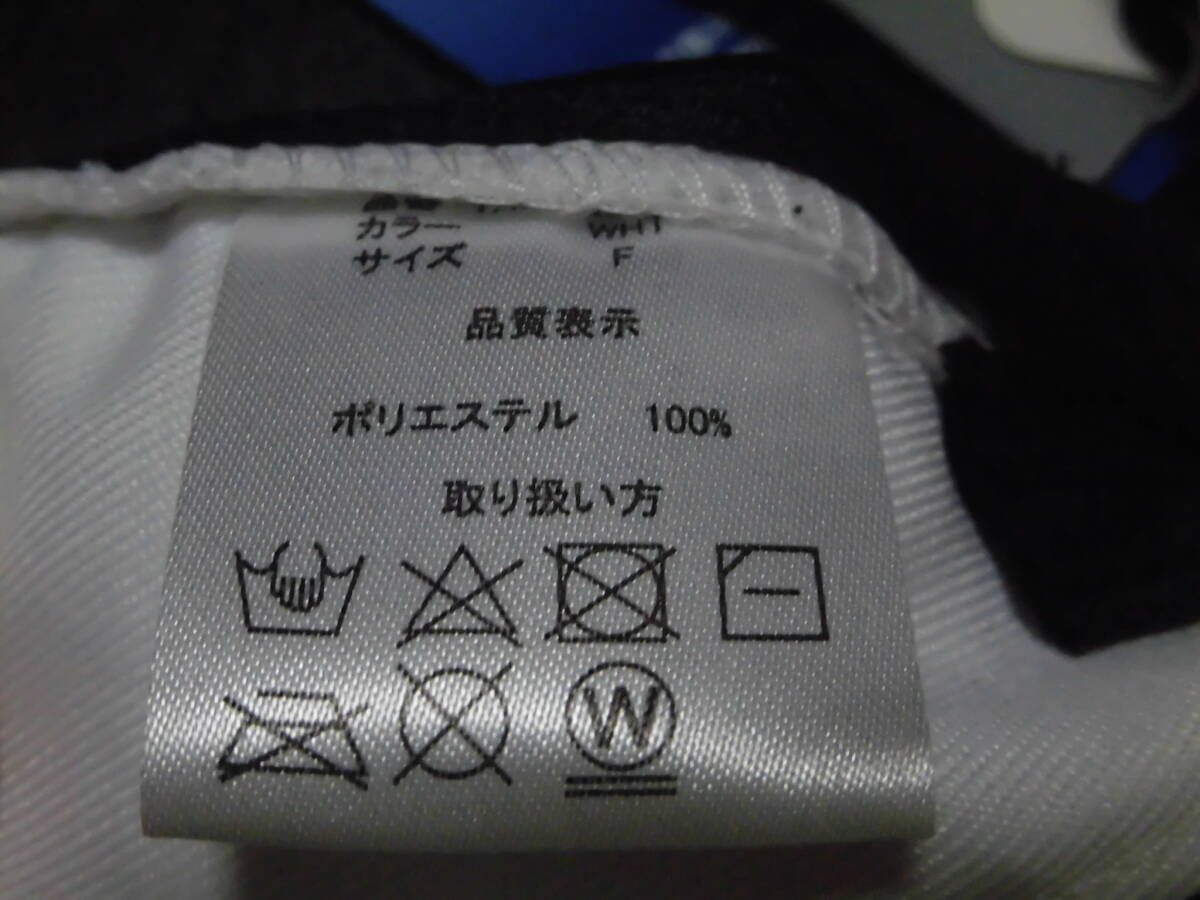 カラー WHT
サイズ F
品質表示
ポリエステル 100%
取り扱い方
W